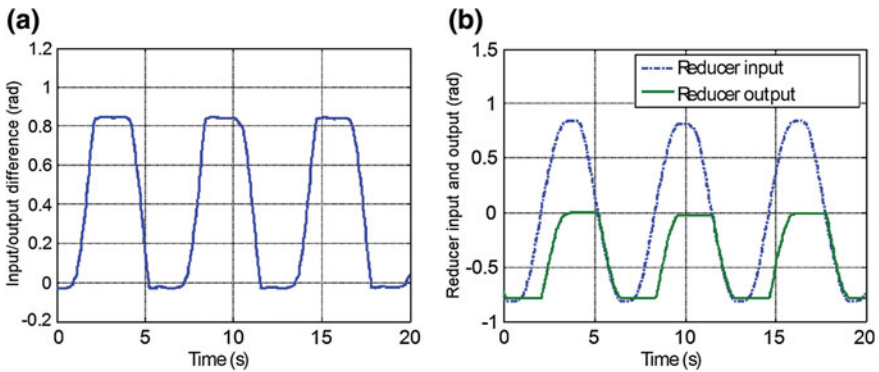 (a)
1.2
1
0.8
0.6
0.4
0.2
0
-0.2
Input/output difference (rad)
0 5 10 15 20
Time (s)
(b)
1.5
1
0.5
0
-0.5
-1
Reducer input and output (rad)
Reducer input
Reducer output
0 5 10 15 20
Time (s)